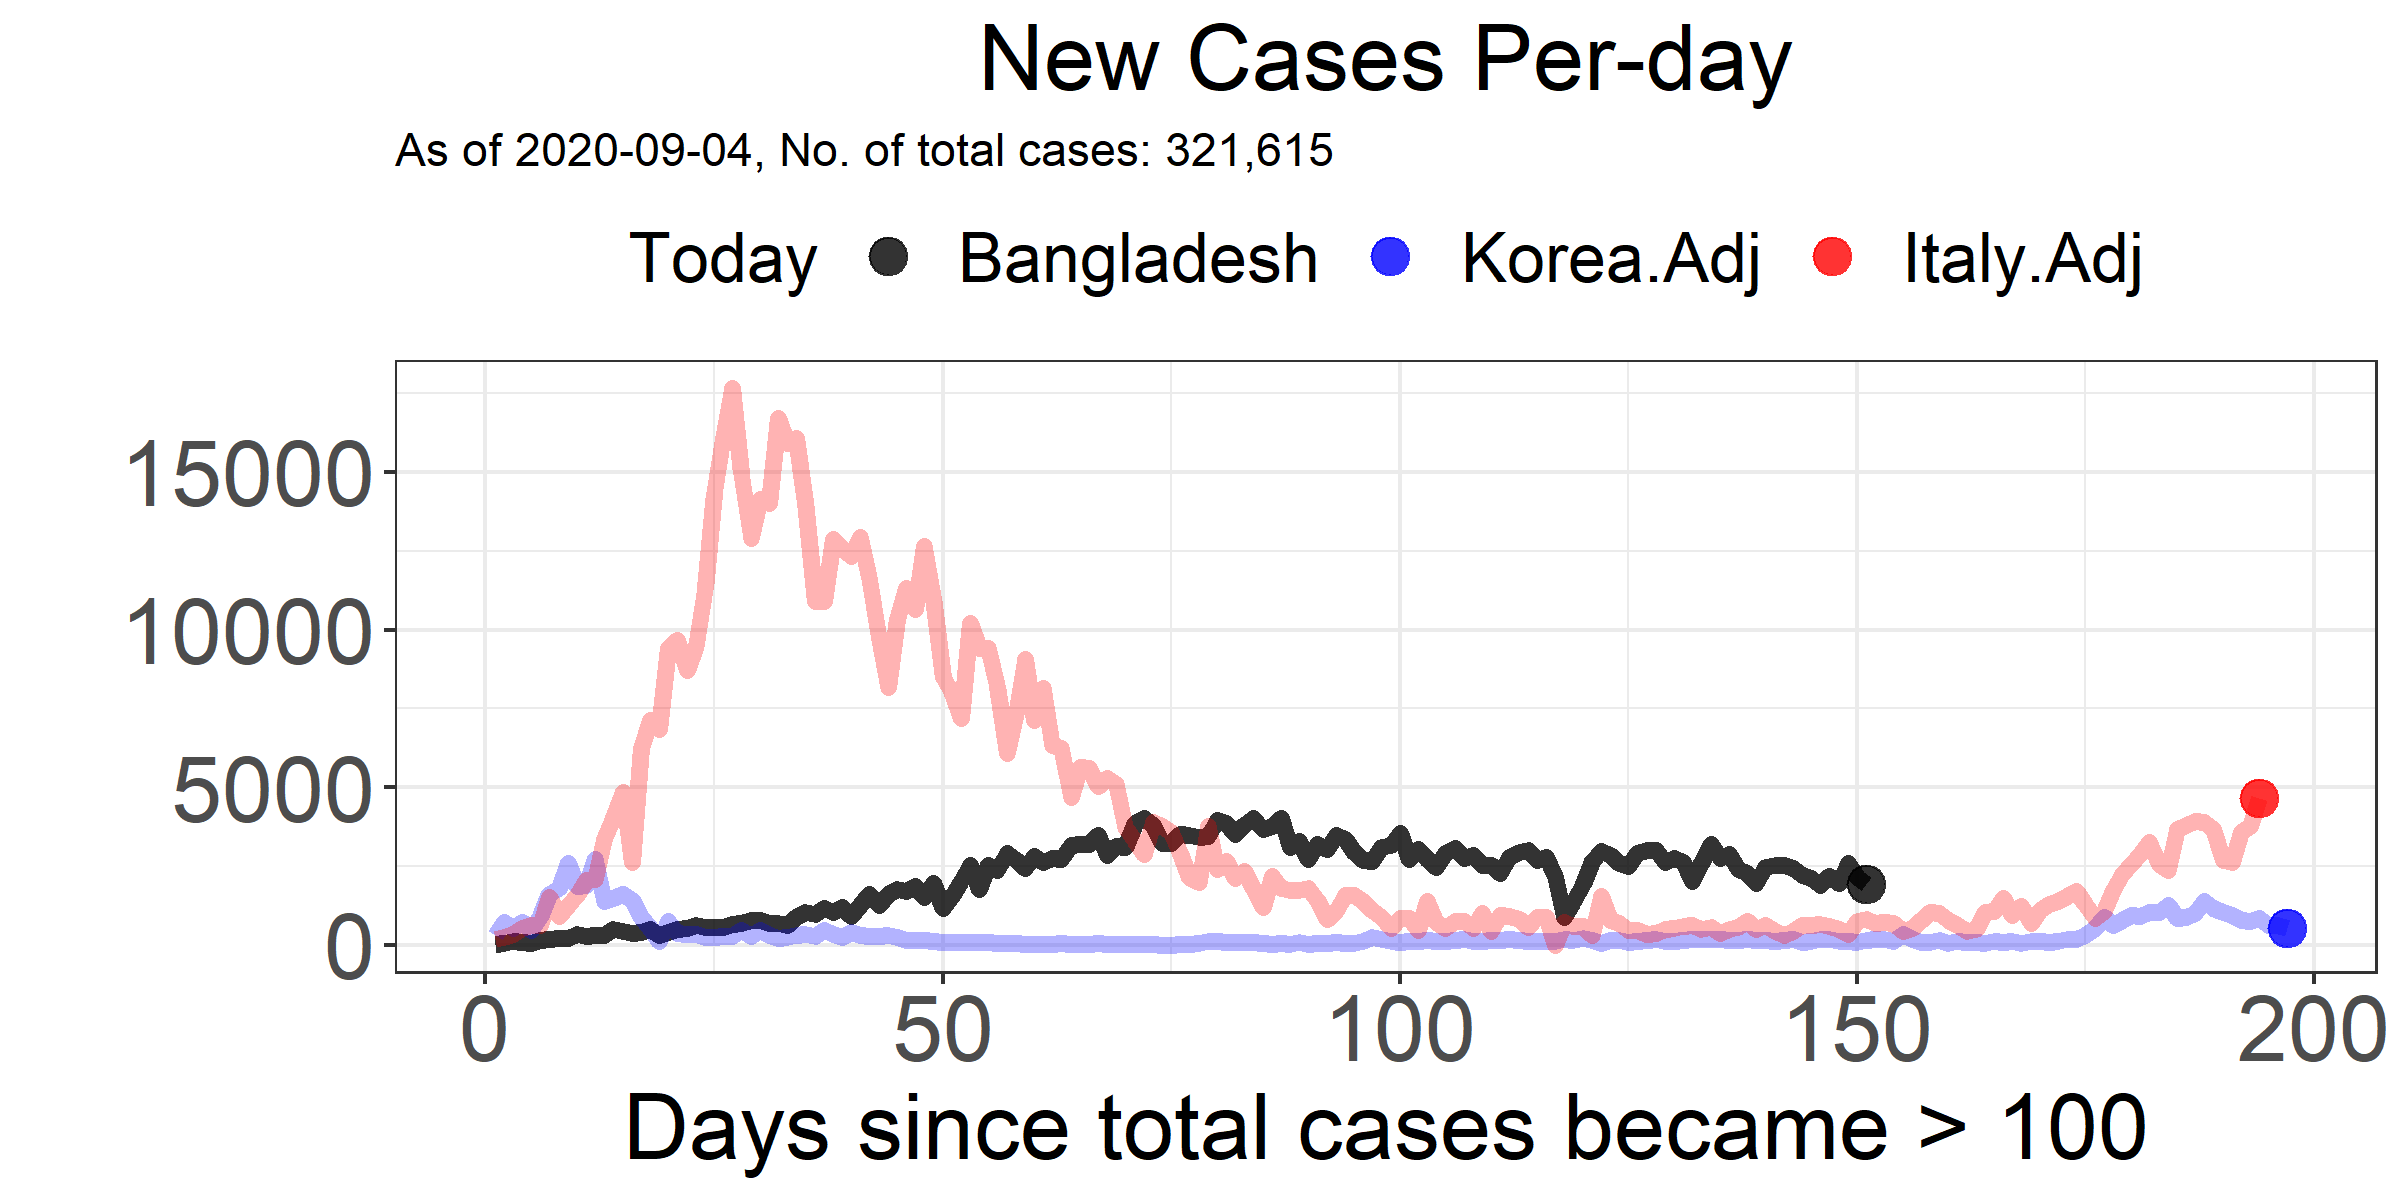 New Cases Per-day
As of 2020-09-04, No. of total cases: 321,615
Today Bangladesh Korea.Adj Italy.Adj
15000
10000
5000
0
0 50 100 150 200
Days since total cases became > 100